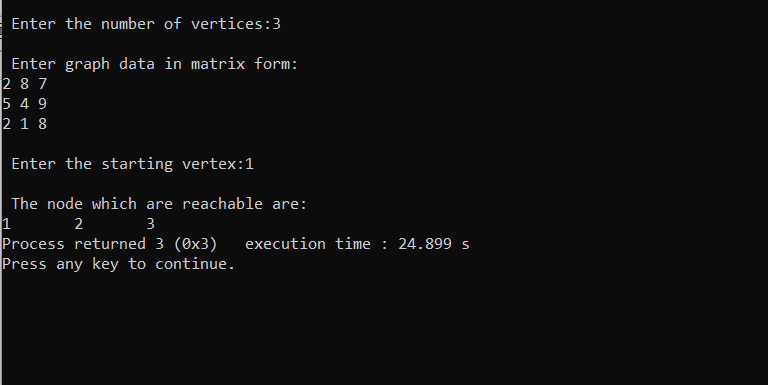 Enter the number of vertices:3
Enter graph data in matrix form:
2 8 7
5 4 9
2 1 8
Enter the starting vertex:1
The node which are reachable are:
1 2 3
Process returned 3 (0x3) execution time : 24.899 s
Press any key to continue.